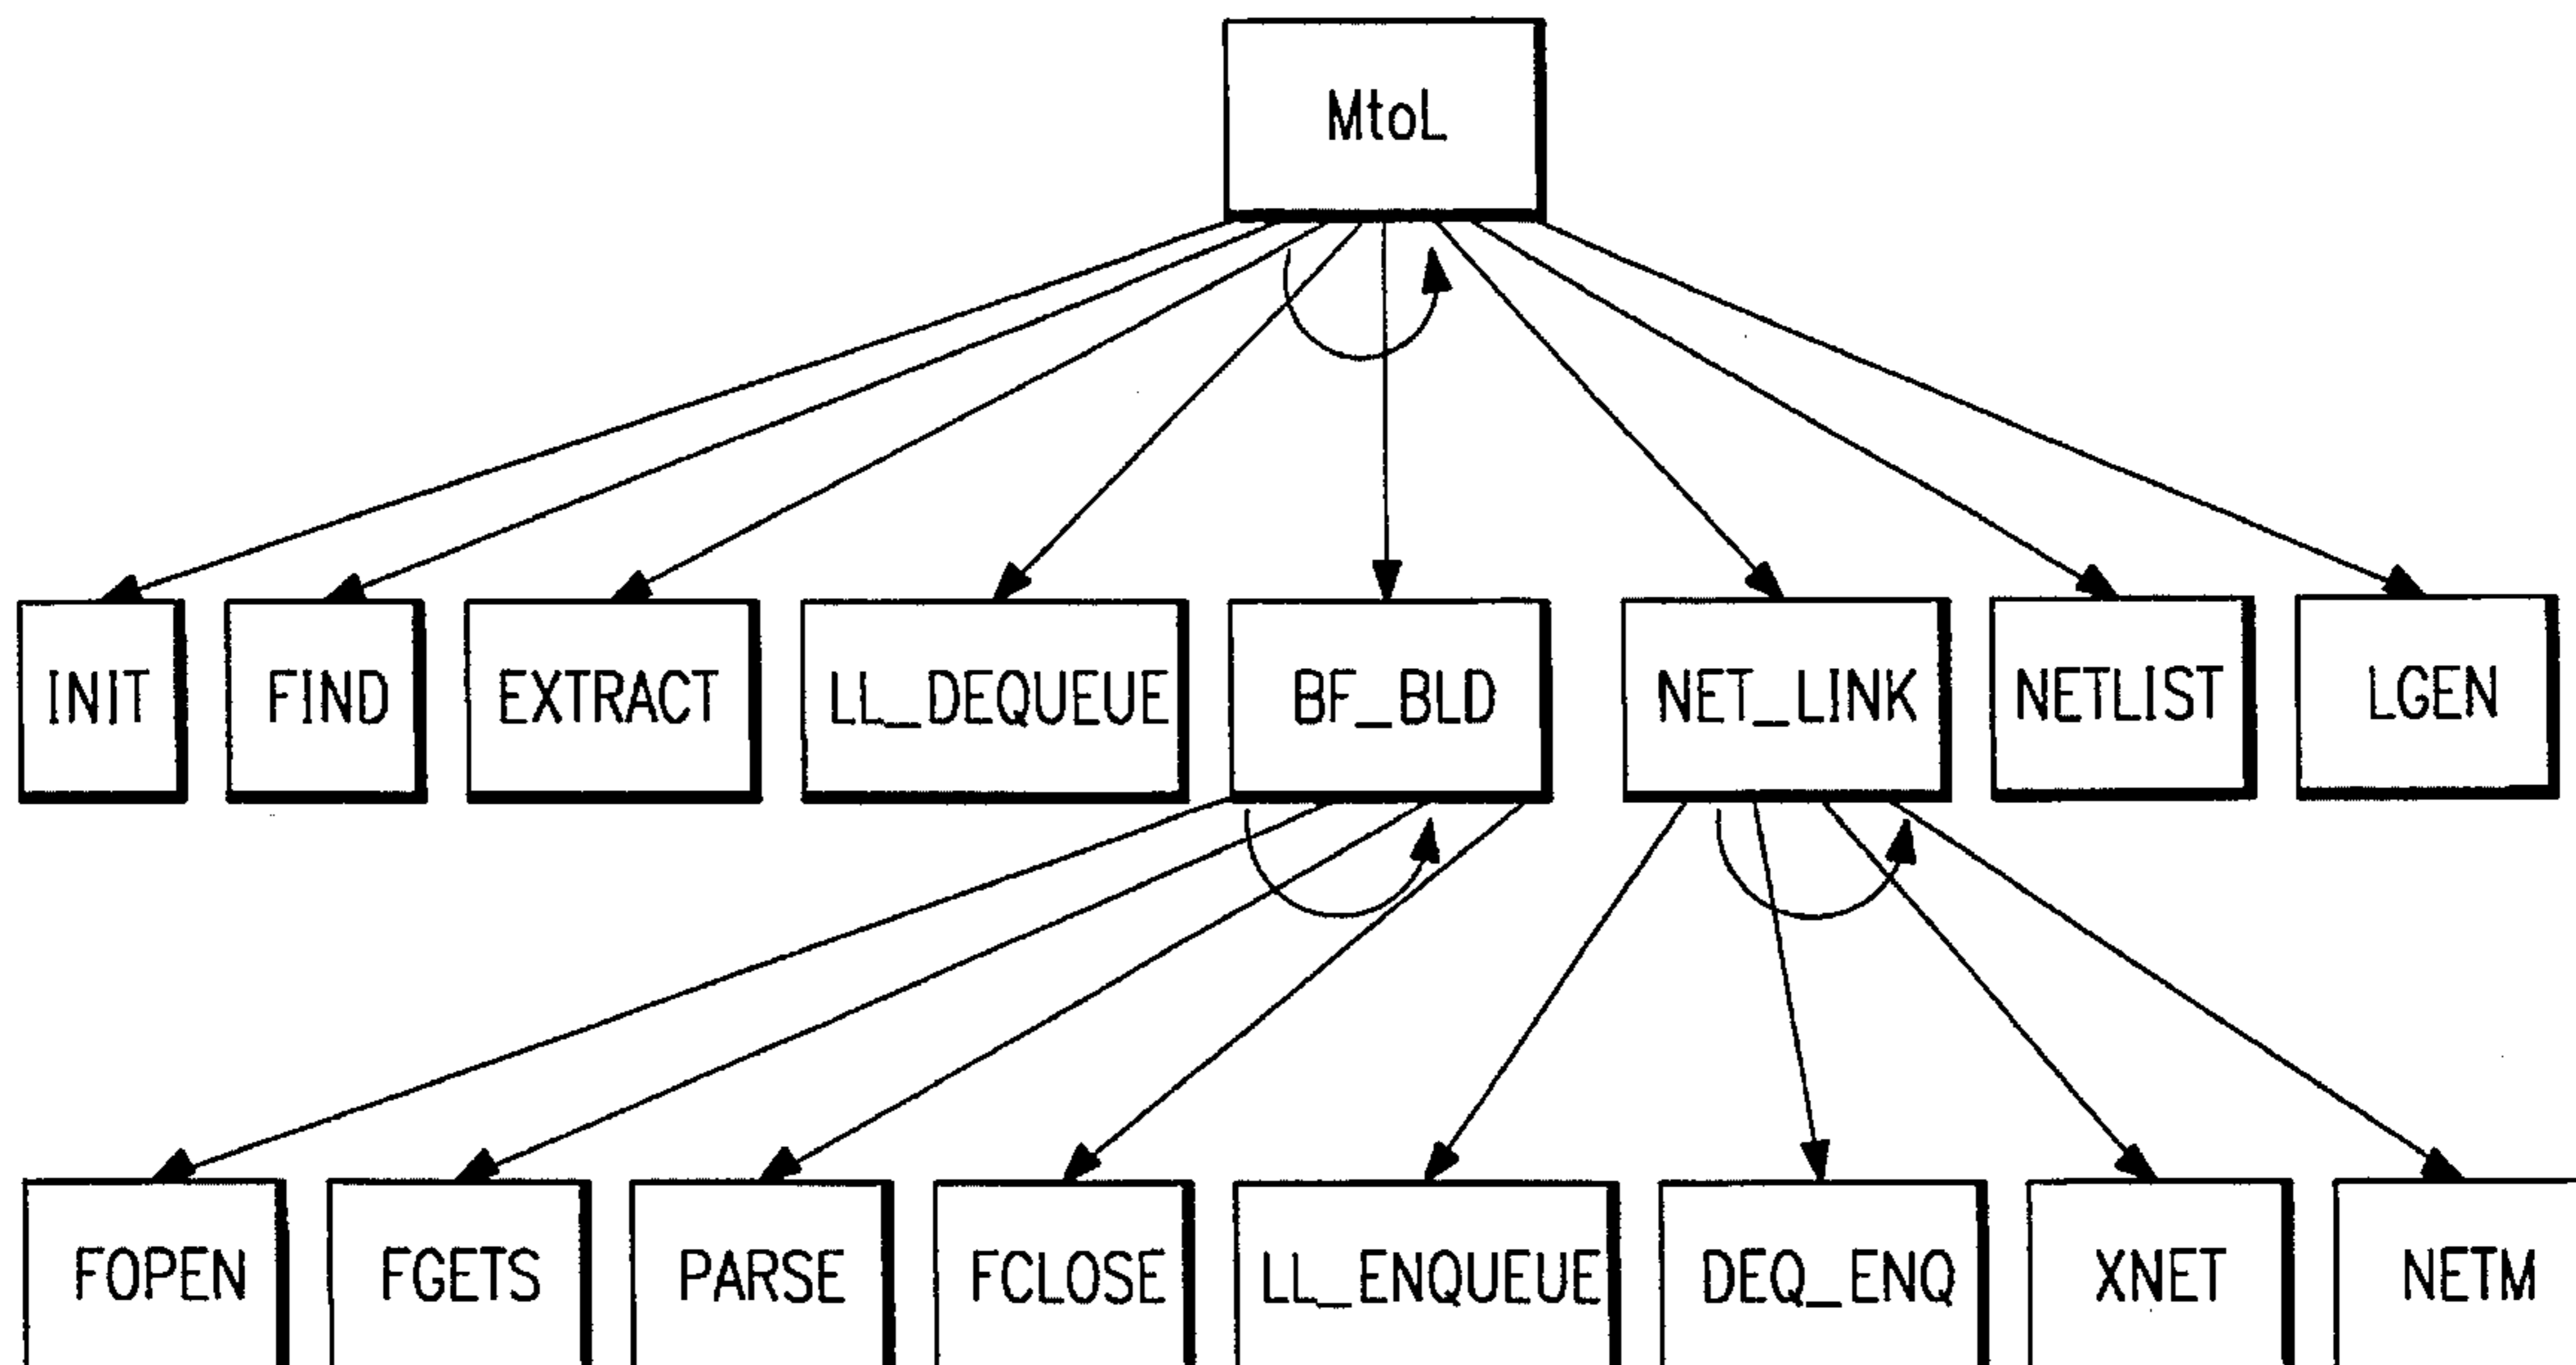 MtoL
INIT
FIND
EXTRACT
LL_DEQUEUE
BF_BLD
NET_LINK
NETLIST
LGEN
FOPEN
FGETS
PARSE
FCLOSE
LL_ENQUEUE
DEQ_ENQ
XNET
NETM